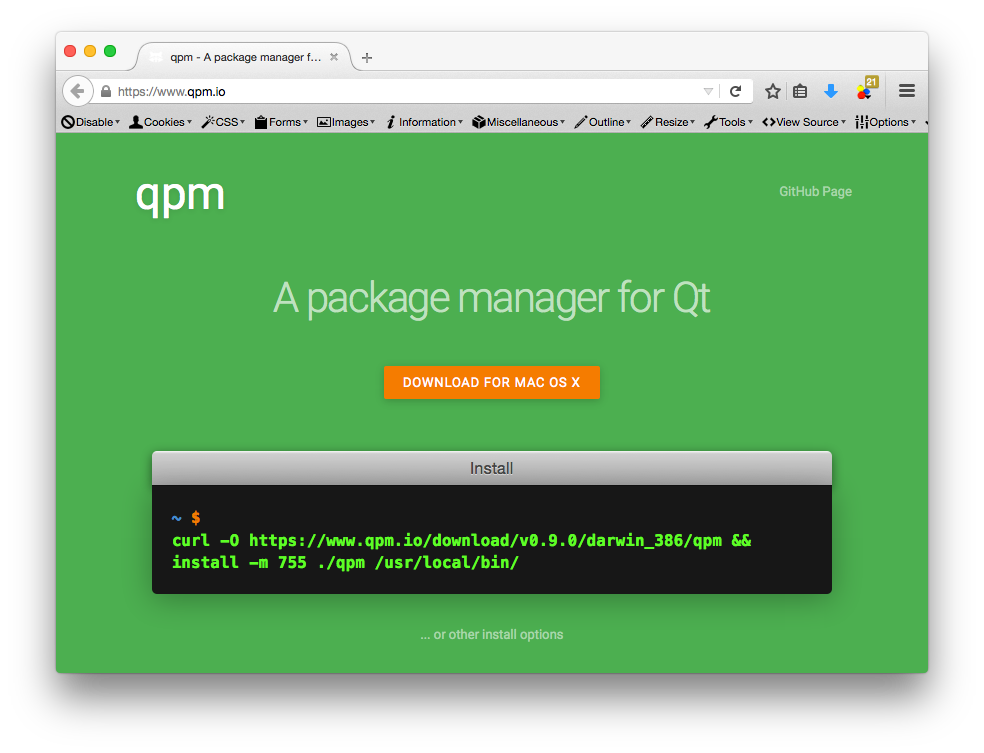 qpm - A package manager f...
https://www.qpm.io
21
Disable Cookies CSS Forms Images Information Miscellaneous Outline Resize Tools View Source Options
qpm
GitHub Page
A package manager for Qt
DOWNLOAD FOR MAC OS X
Install
~ $
curl -O https://www.qpm.io/download/v0.9.0/darwin_386/qpm &&
install -m 755 ./qpm /usr/local/bin/
... or other install options